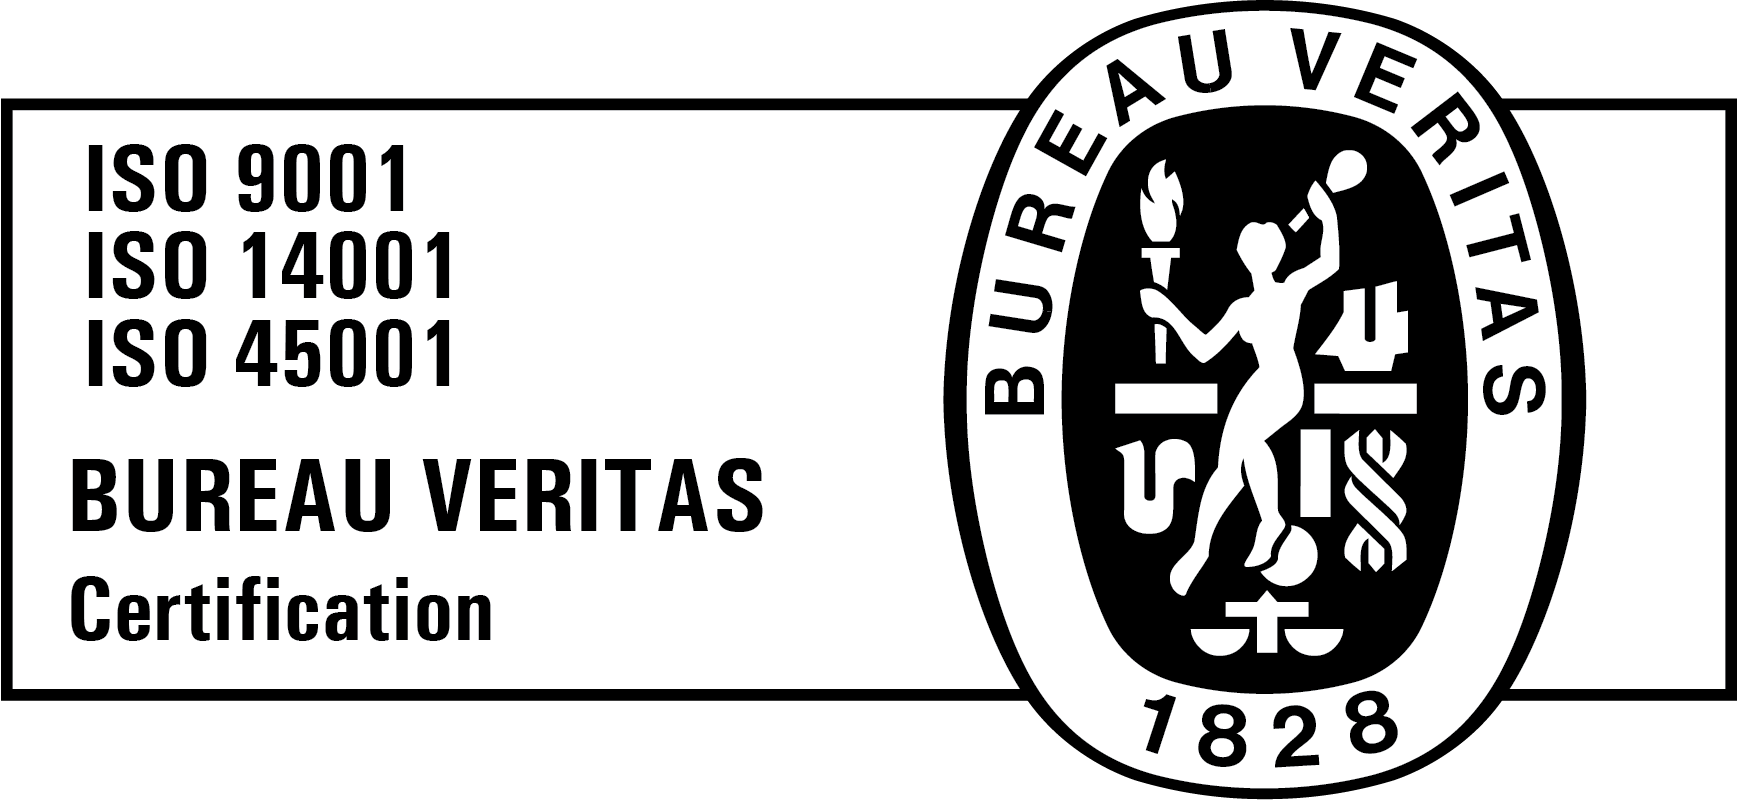 ISO 9001
ISO 14001
ISO 45001
BUREAU VERITAS
Certification
BUREAU VERITAS
1828